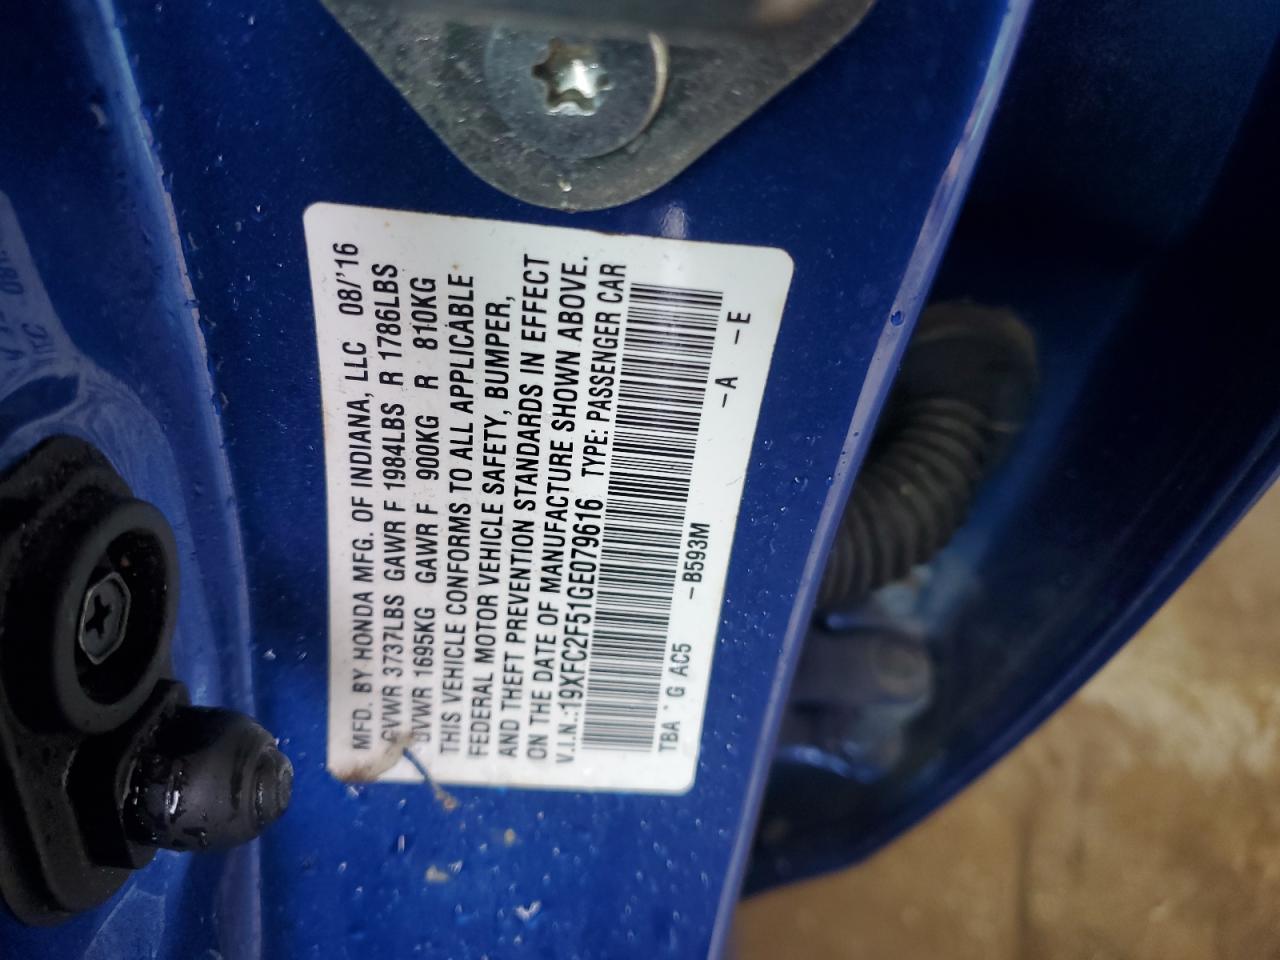 MFD. BY HONDA MFG. OF INDIANA, LLC 08/'16
GVWR 3737LBS GAWR F 1984LBS R 1786LBS
GVWR 1695KG GAWR F 900KG R 810KG
THIS VEHICLE CONFORMS TO ALL APPLICABLE
FEDERAL MOTOR VEHICLE SAFETY, BUMPER,
AND THEFT PREVENTION STANDARDS IN EFFECT
ON THE DATE OF MANUFACTURE SHOWN ABOVE.
V.I.N.:19XFC2F51GE079616 TYPE: PASSENGER CAR
TBA * G AC5 -B593M -A -E